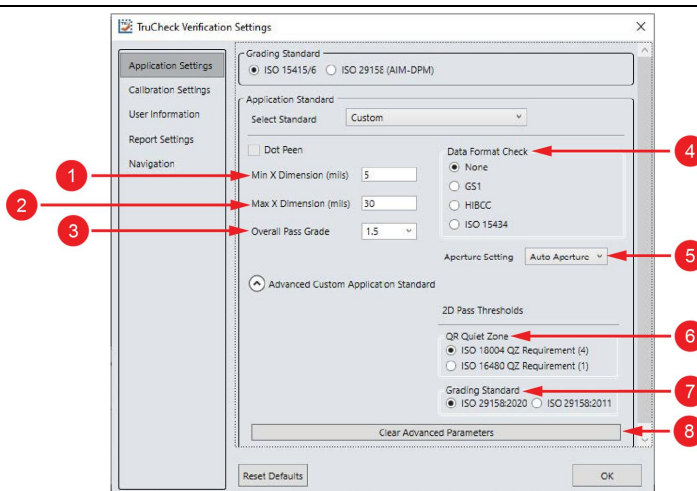 TruCheck Verification Settings
Application Settings
Calibration Settings
User Information
Report Settings
Navigation
Grading Standard
ISO 15415/6 ISO 29158 (AIM-DPM)
Application Standard
Select Standard Custom
Dot Peen
1 Min X Dimension (mils) 5
2 Max X Dimension (mils) 30
3 Overall Pass Grade 1.5
Data Format Check 4
None
GS1
HIBCC
ISO 15434
Aperture Setting Auto Aperture 5
Advanced Custom Application Standard
2D Pass Thresholds
QR Quiet Zone 6
ISO 18004 QZ Requirement (4)
ISO 16480 QZ Requirement (1)
Grading Standard 7
ISO 29158:2020 ISO 29158:2011
Clear Advanced Parameters 8
Reset Defaults OK